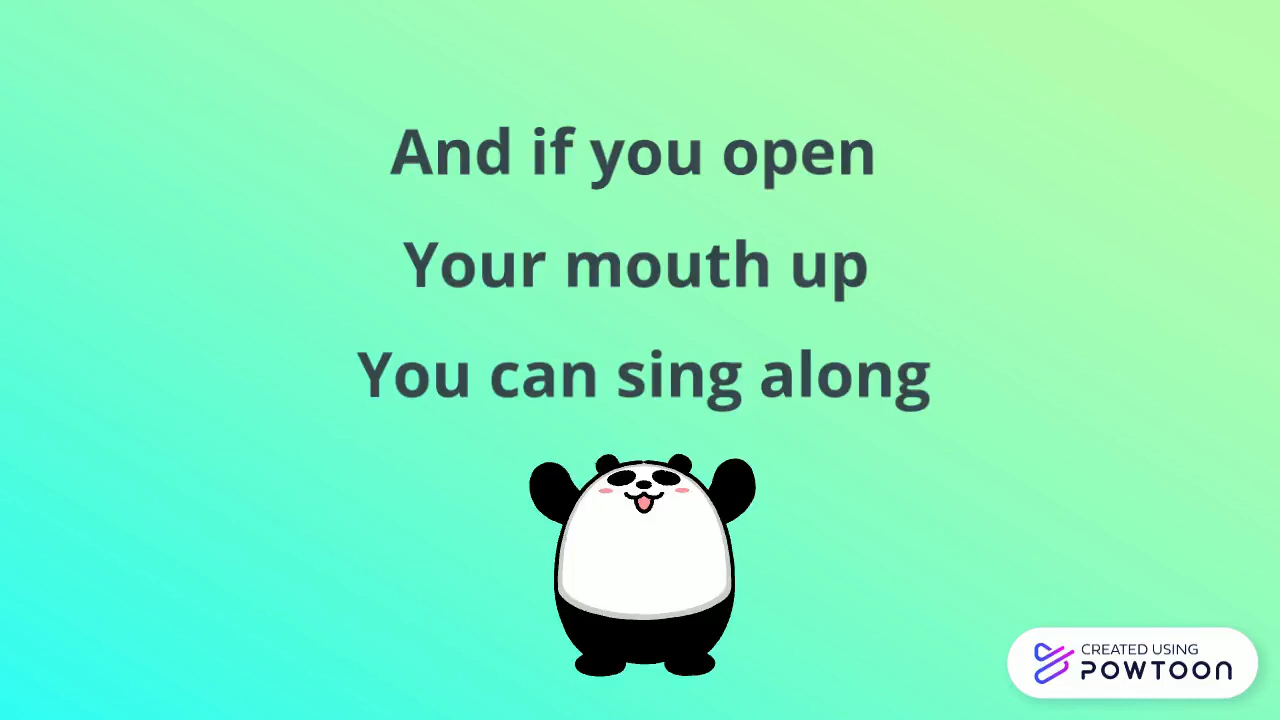 And if you open
Your mouth up
You can sing along
CREATED USING
POWTOON